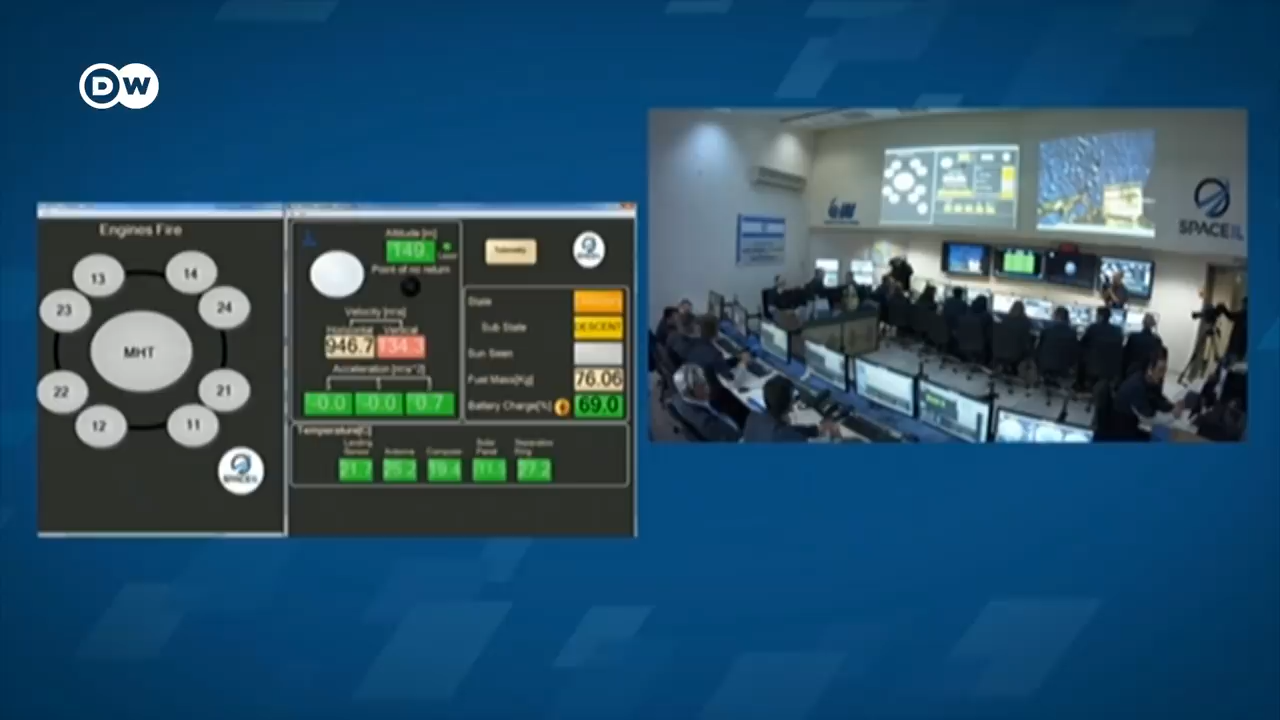 DW
Engines Fire
13
14
23
24
MHT
22
21
12
11
Altitude [m]
149
Point of no return
Velocity [m/s]
Horizontal Vertical
946.7 134.3
Acceleration [m/s^2]
-0.0 -0.0 0.7
Telemetry
State
Sub State DESCENT
Sun Seen
Fuel Mass[Kg] 76.06
Battery Charge[%] 69.0
Temperature[C]
Landing Sensor
Antenna
Computer
Solar Panel
Separation Ring
27.2
SPACEIL